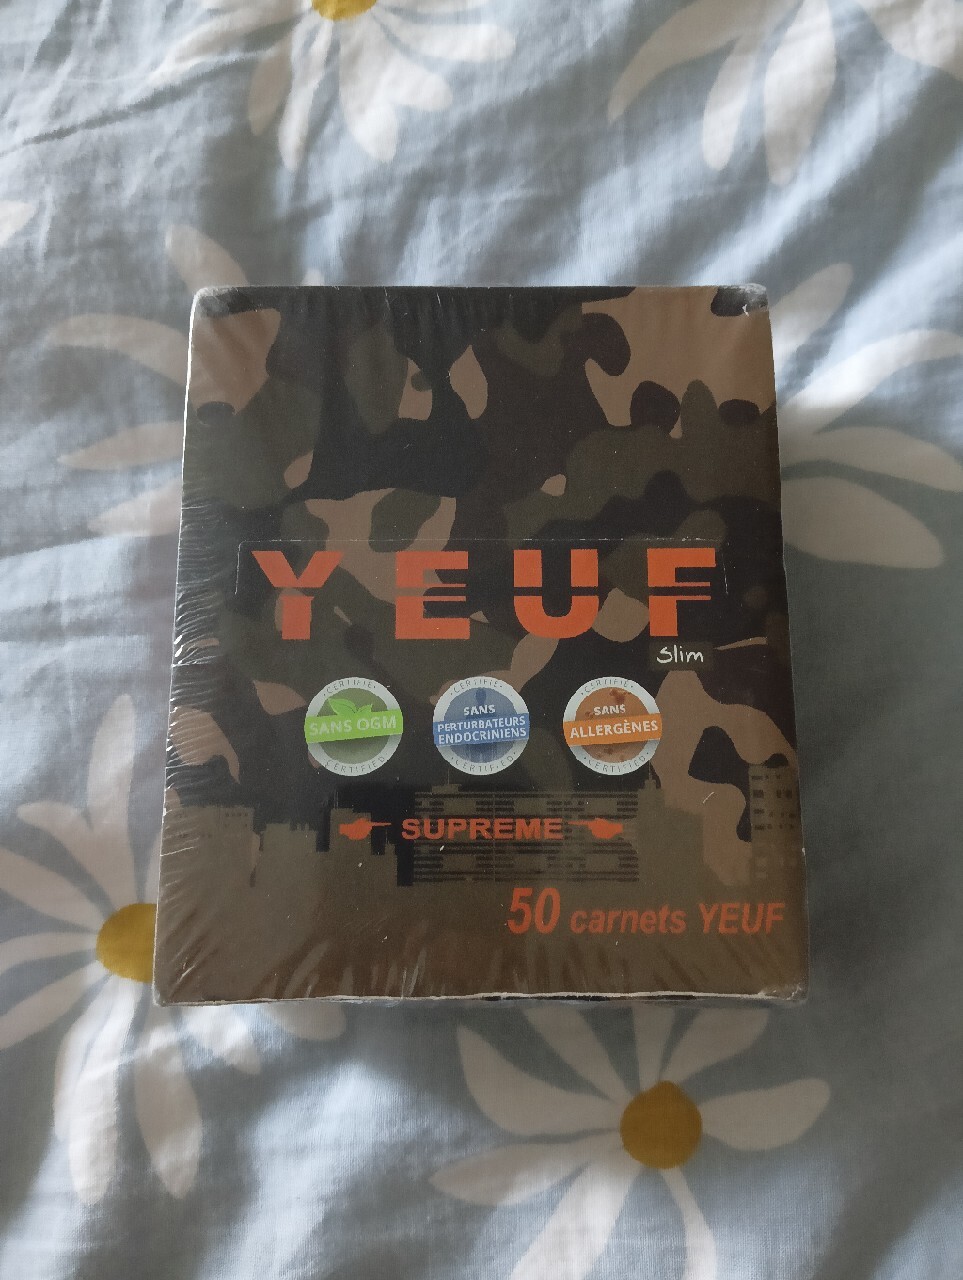 YEUF
Slim
CERTIFIÉ
SANS OGM
CERTIFIED
CERTIFIÉ
SANS
PERTURBATEURS
ENDOCRINIENS
CERTIFIED
CERTIFIÉ
SANS
ALLERGÈNES
CERTIFIED
SUPREME
50 carnets YEUF